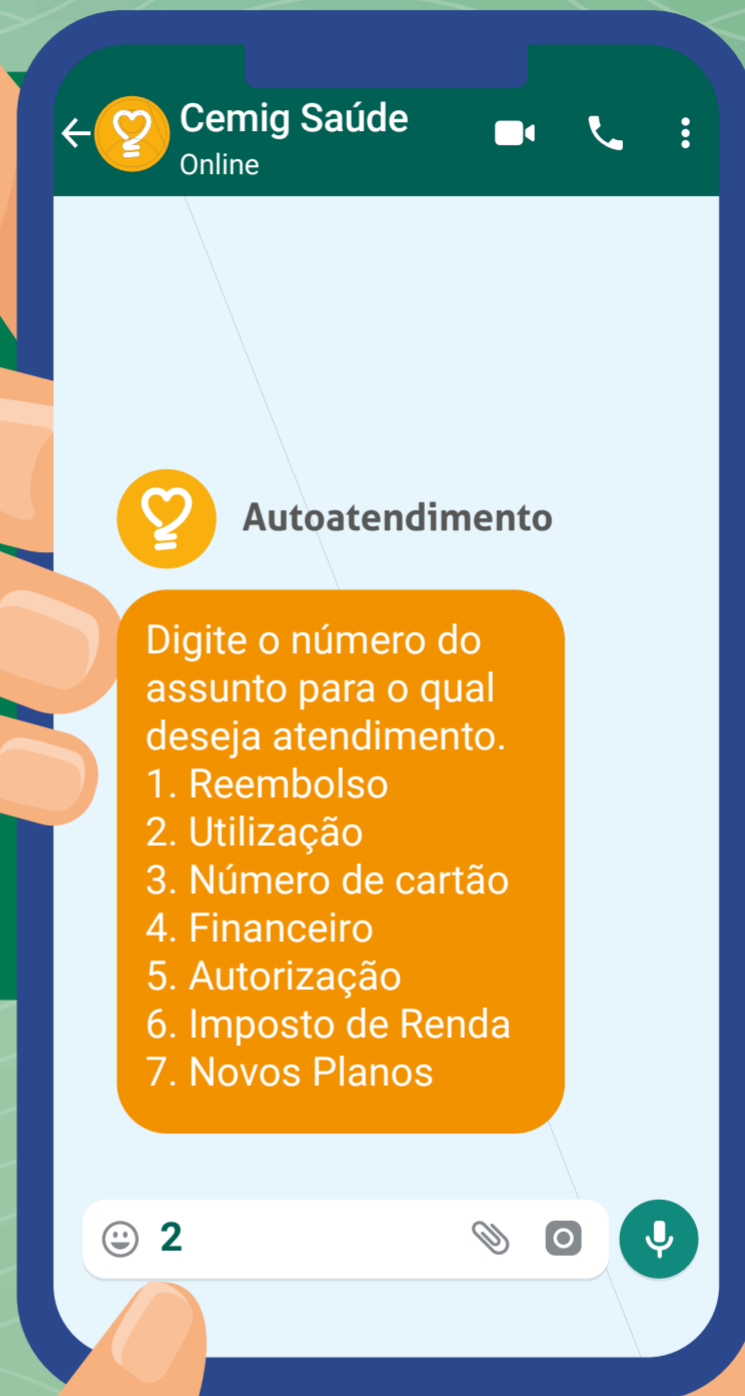 Cemig Saúde
Online
Autoatendimento
Digite o número do
assunto para o qual
deseja atendimento.
1. Reembolso
2. Utilização
3. Número de cartão
4. Financeiro
5. Autorização
6. Imposto de Renda
7. Novos Planos
2